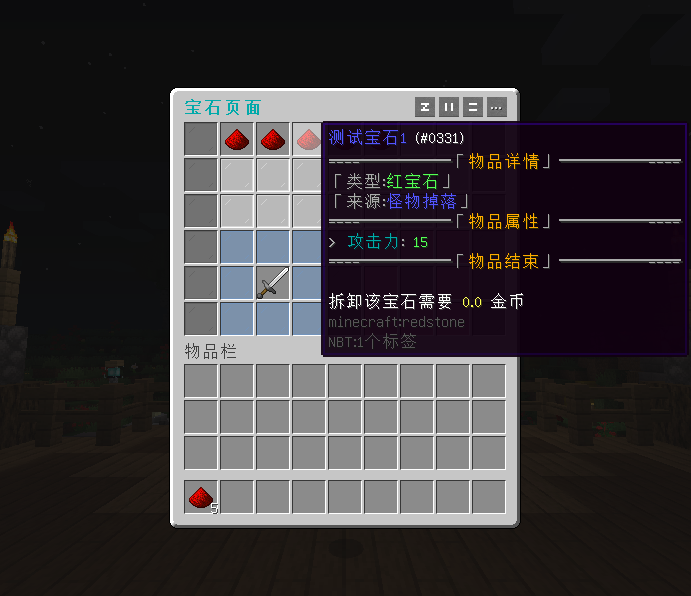 宝石页面
测试宝石1 (#0331)
「物品详情」
「类型:红宝石」
「来源:怪物掉落」
「物品属性」
> 攻击力: 15
「物品结束」
拆卸该宝石需要 0.0 金币
minecraft:redstone
NBT:1个标签
物品栏
5